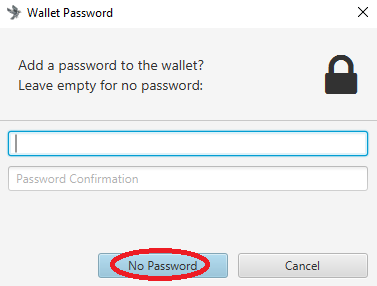 Wallet Password
Add a password to the wallet?
Leave empty for no password:
Password Confirmation
No Password
Cancel